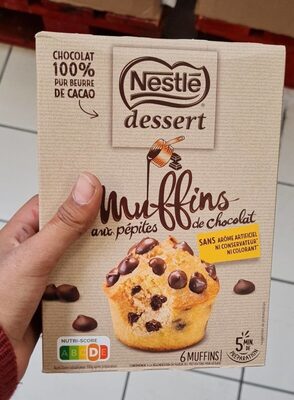 CHOCOLAT
100%
PUR BEURRE
DE CACAO
Nestlé
dessert
Muffins
aux pépites de chocolat
SANS ARÔME ARTIFICIEL
NI CONSERVATEUR*
NI COLORANT*
NUTRI-SCORE
A B C D E
6 MUFFINS
5 MIN
DE
PRÉPARATION